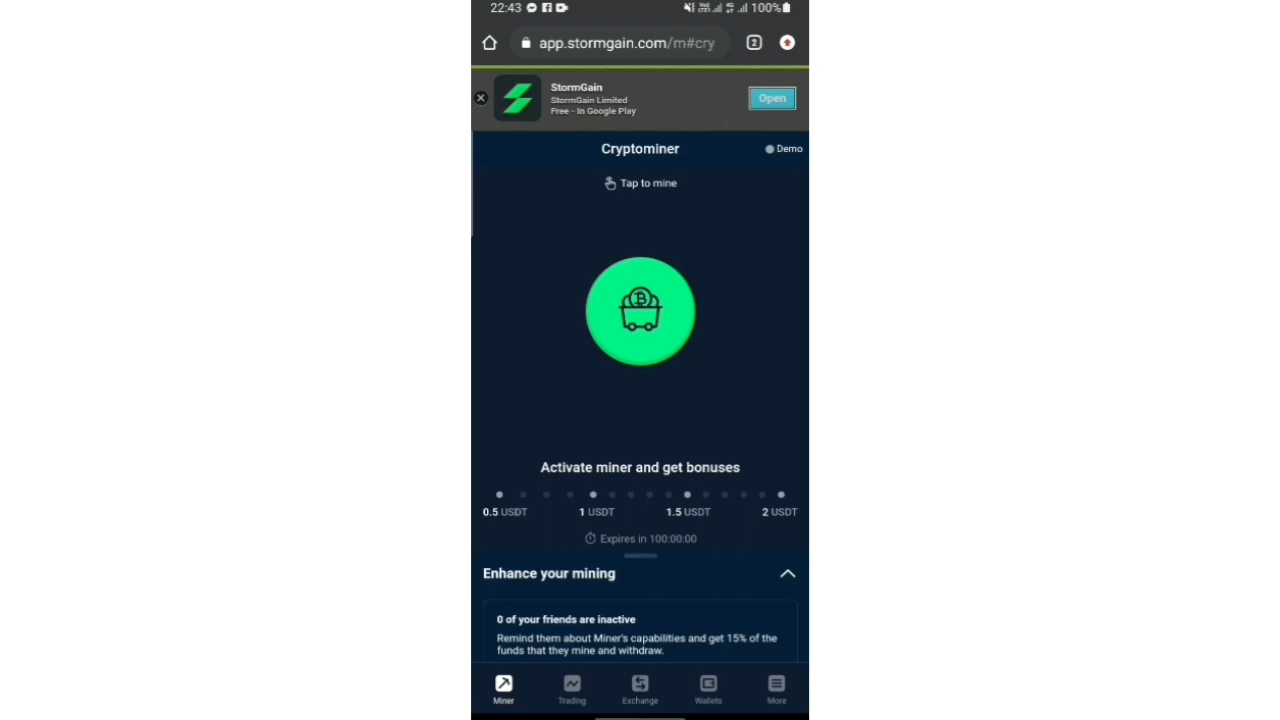 22:43
100%
app.stormgain.com/m#cry
2
StormGain
StormGain Limited
Free - In Google Play
Open
Cryptominer
Demo
Tap to mine
Activate miner and get bonuses
0.5 USDT 1 USDT 1.5 USDT 2 USDT
Expires in 100:00:00
Enhance your mining
0 of your friends are inactive
Remind them about Miner's capabilities and get 15% of the
funds that they mine and withdraw.
Miner Trading Exchange Wallets More